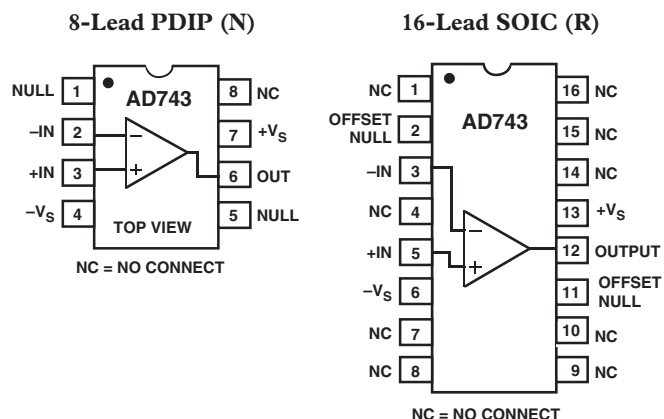 8-Lead PDIP (N)
NULL 1
AD743
8 NC
–IN 2
–
7 +VS
+IN 3
+
6 OUT
–VS 4
TOP VIEW
5 NULL
NC = NO CONNECT
16-Lead SOIC (R)
NC 1
16 NC
OFFSET
NULL 2
AD743
15 NC
–IN 3
14 NC
NC 4
–
13 +VS
+IN 5
+
12 OUTPUT
–VS 6
11 OFFSET
NULL
NC 7
10 NC
NC 8
9 NC
NC = NO CONNECT